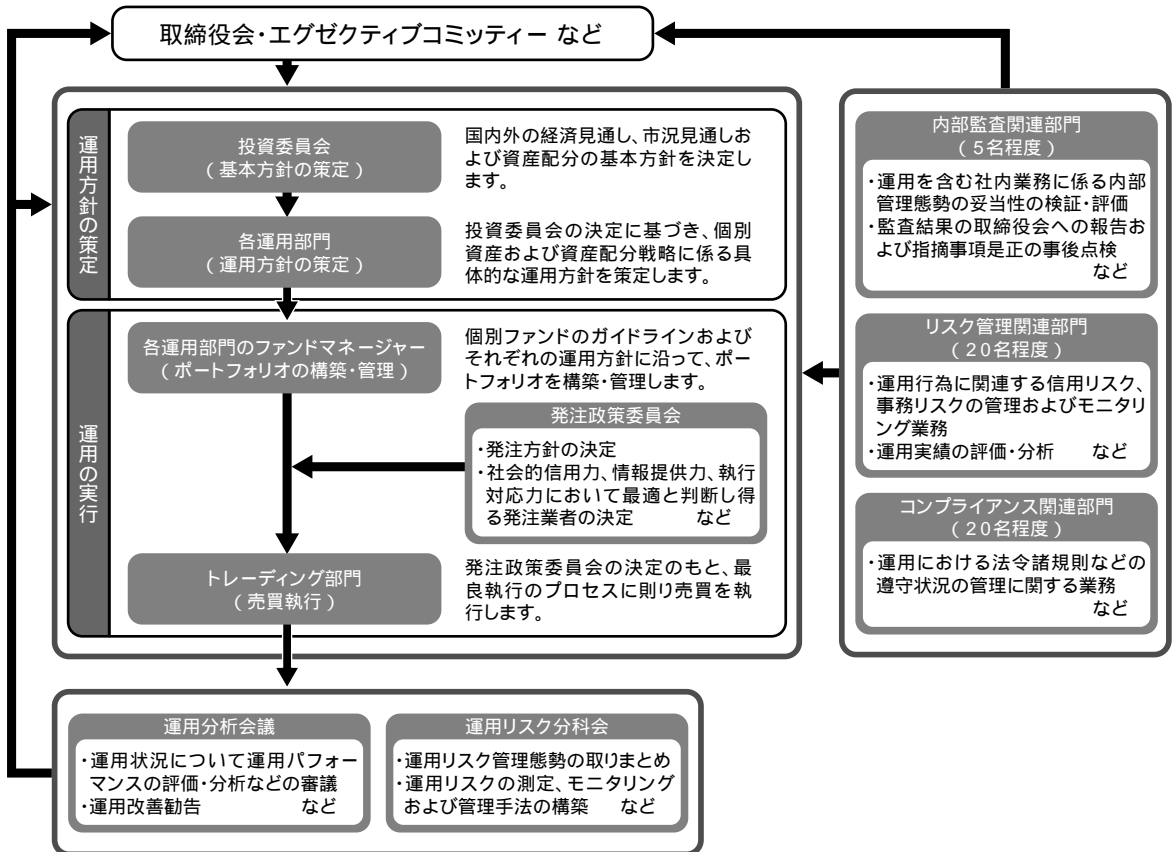 取締役会・エグゼクティブコミッティー など
運用方針の策定
投資委員会
(基本方針の策定)
国内外の経済見通し、市況見通しお
よび資産配分の基本方針を決定し
ます。
各運用部門
(運用方針の策定)
投資委員会の決定に基づき、個別
資産および資産配分戦略に係る具
体的な運用方針を策定します。
運用の実行
各運用部門のファンドマネージャー
(ポートフォリオの構築・管理)
個別ファンドのガイドラインおよび
それぞれの運用方針に沿って、ポー
トフォリオを構築・管理します。
発注政策委員会
・発注方針の決定
・社会的信用力、情報提供力、執行
対応力において最適と判断し得
る発注業者の決定 など
トレーディング部門
(売買執行)
発注政策委員会の決定のもと、最
良執行のプロセスに則り売買を執
行します。
内部監査関連部門
(5名程度)
・運用を含む社内業務に係る内部
管理態勢の妥当性の検証・評価
・監査結果の取締役会への報告お
よび指摘事項是正の事後点検
など
リスク管理関連部門
(20名程度)
・運用行為に関連する信用リスク、
事務リスクの管理およびモニタリ
ング業務
・運用実績の評価・分析 など
コンプライアンス関連部門
(20名程度)
・運用における法令諸規則などの
遵守状況の管理に関する業務
など
運用分析会議
・運用状況について運用パフォー
マンスの評価・分析などの審議
・運用改善勧告 など
運用リスク分科会
・運用リスク管理態勢の取りまとめ
・運用リスクの測定、モニタリング
および管理手法の構築 など